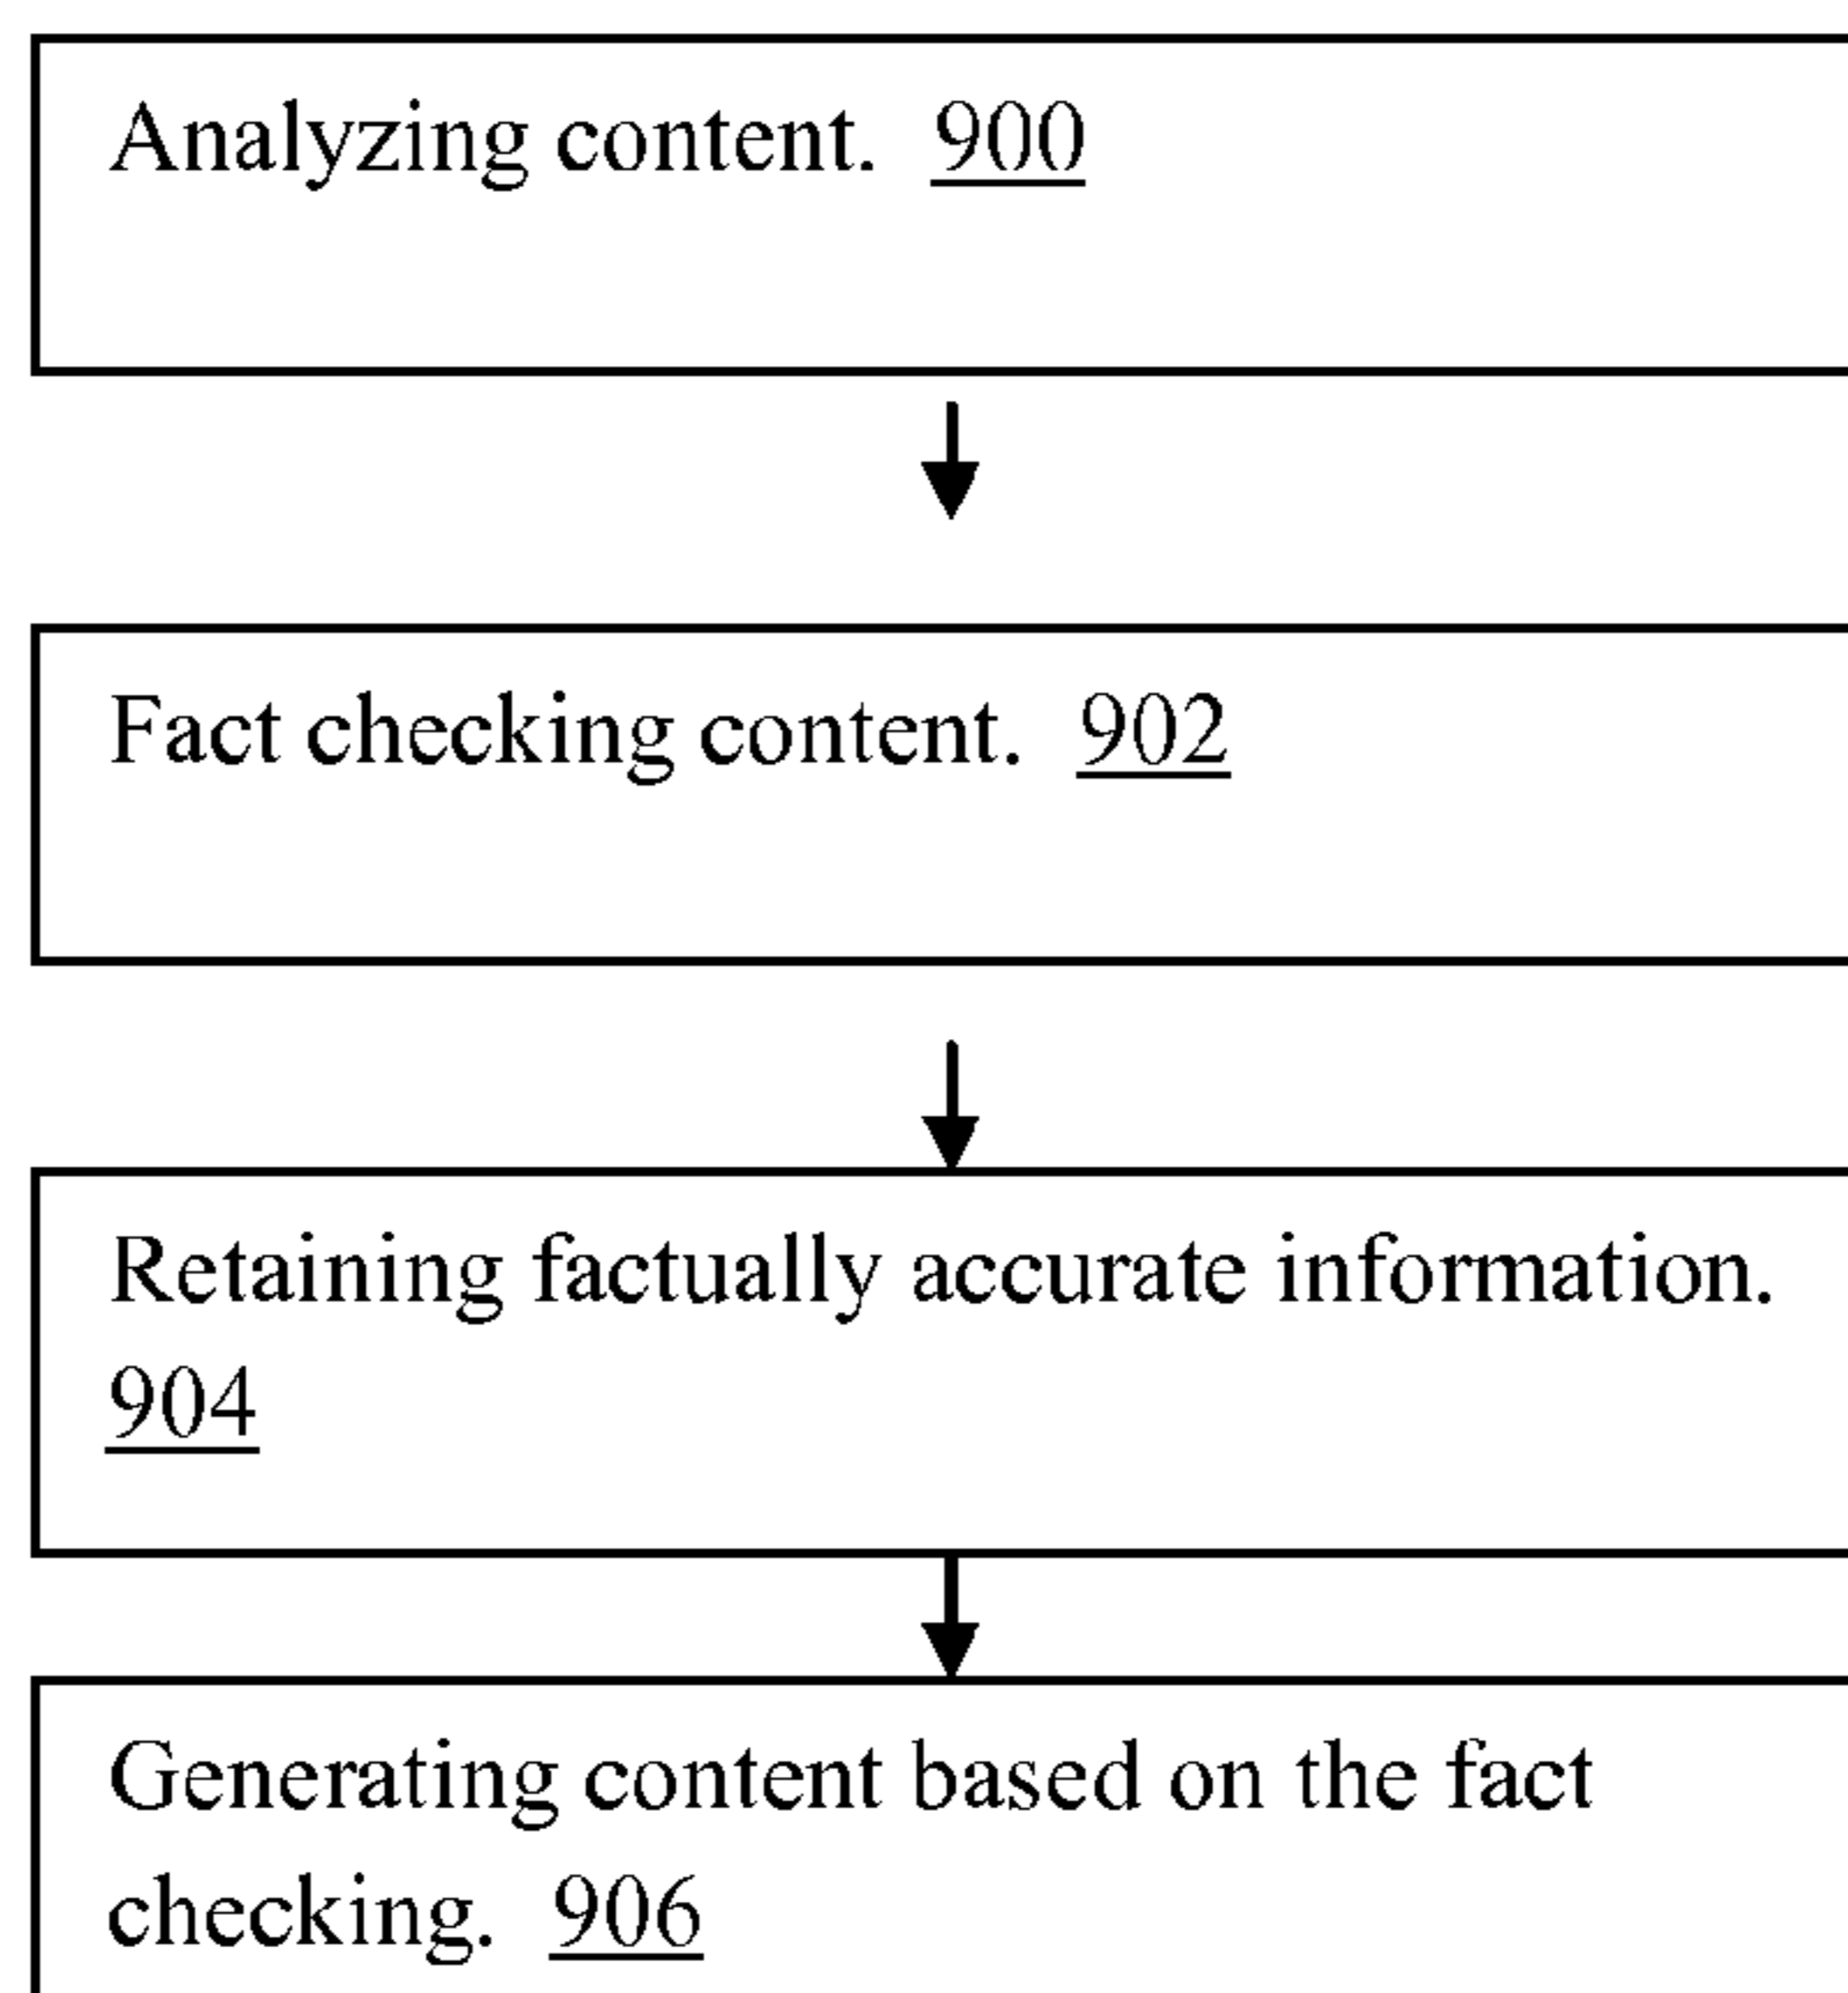 Analyzing content. 900
Fact checking content. 902
Retaining factually accurate information.
904
Generating content based on the fact
checking. 906